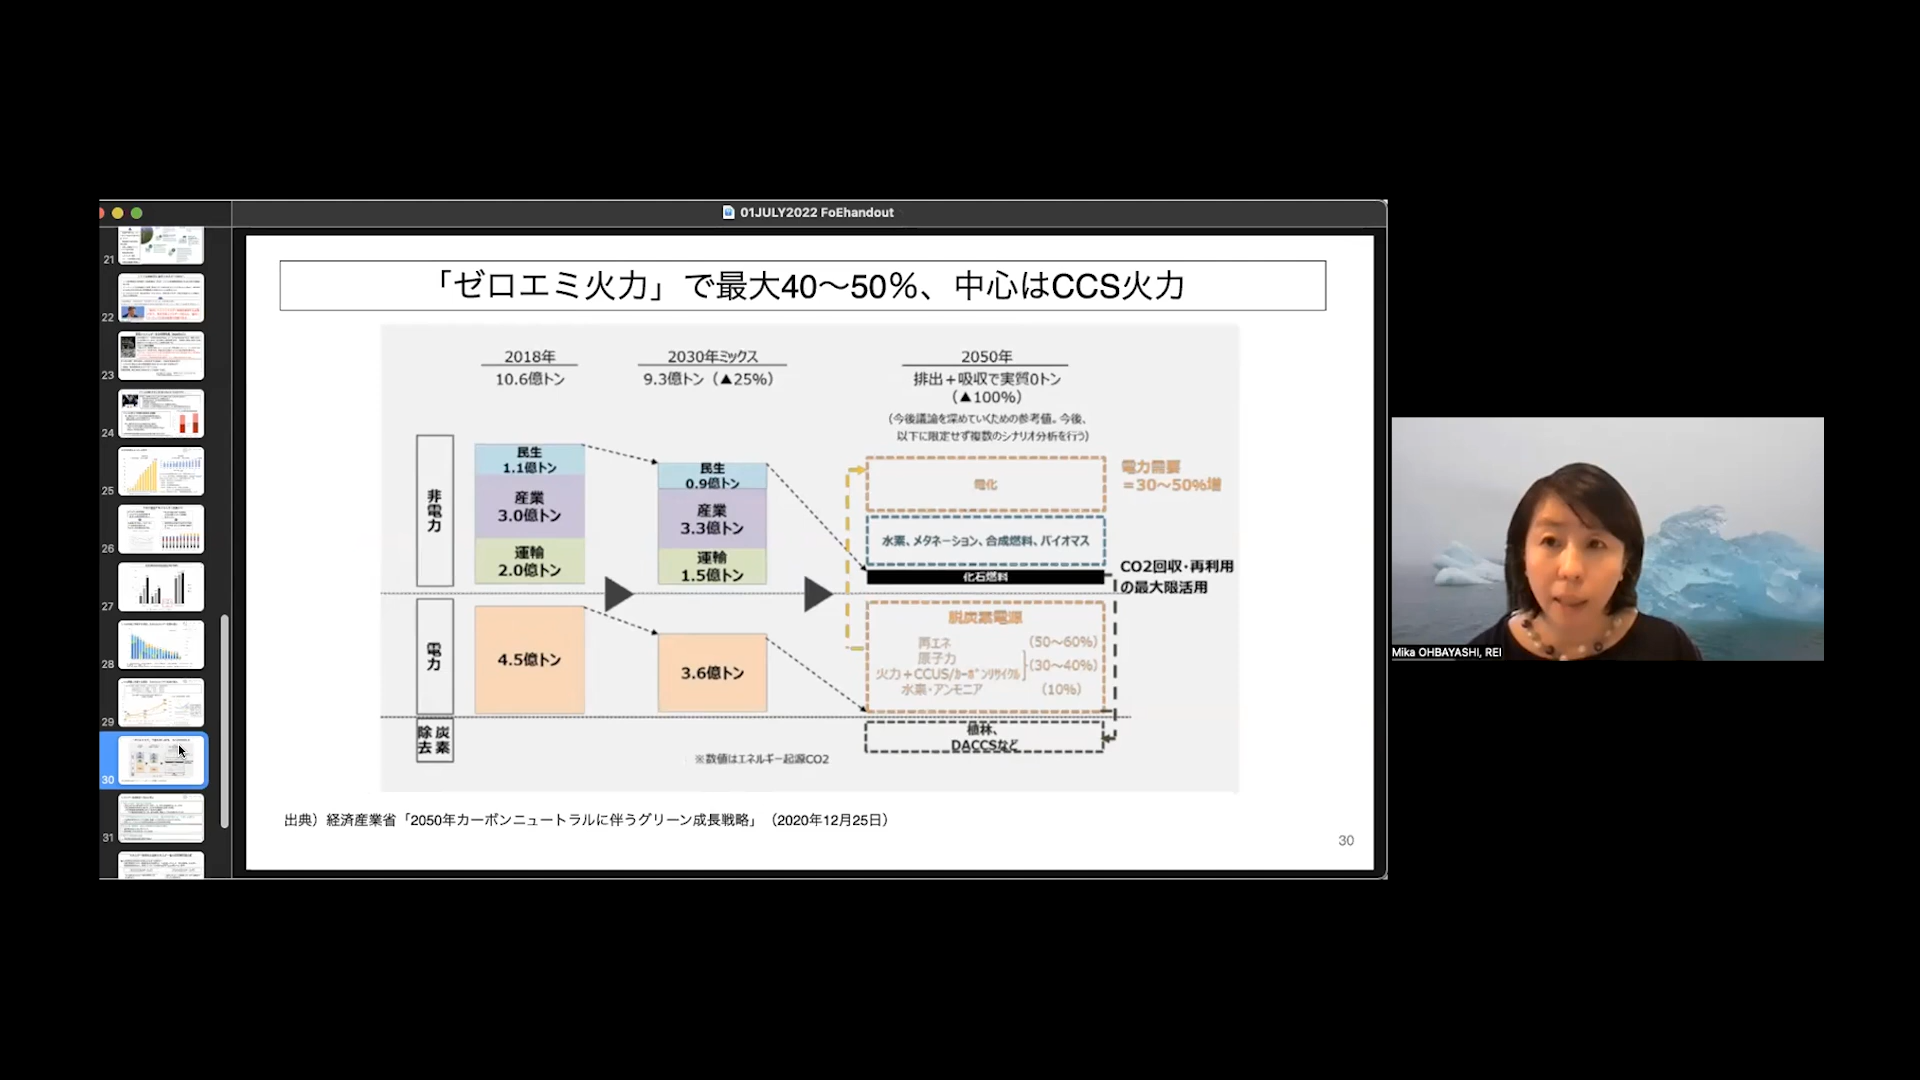 01JULY2022 FoEhandout
21
22
23
24
25
26
27
28
29
30
31
「ゼロエミ火力」で最大40〜50%、中心はCCS火力
2018年
10.6億トン
2030年ミックス
9.3億トン（▲25%）
2050年
排出＋吸収で実質0トン
（▲100%）
（今後議論を深めていくための参考値。今後、
以下に限定せず複数のシナリオ分析を行う）
非電力
民生
1.1億トン
産業
3.0億トン
運輸
2.0億トン
民生
0.9億トン
産業
3.3億トン
運輸
1.5億トン
電化
電力需要
＝30〜50%増
水素、メタネーション、合成燃料、バイオマス
化石燃料
CO2回収・再利用
の最大限活用
電力
4.5億トン
3.6億トン
脱炭素電源
再エネ （50〜60%）
原子力
火力＋CCUS/カーボンリサイクル （30〜40%）
水素・アンモニア （10%）
炭素除去
植林、
DACCSなど
※数値はエネルギー起源CO2
出典）経済産業省「2050年カーボンニュートラルに伴うグリーン成長戦略」（2020年12月25日）
30
Mika OHBAYASHI, REI